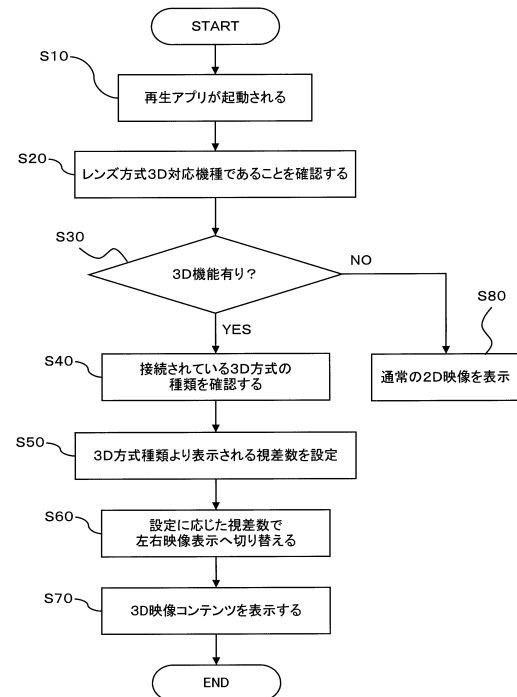 START
S10
再生アプリが起動される
S20
レンズ方式3D対応機種であることを確認する
S30
3D機能有り?
NO
YES
S80
通常の2D映像を表示
S40
接続されている3D方式の
種類を確認する
S50
3D方式種類より表示される視差数を設定
S60
設定に応じた視差数で
左右映像表示へ切り替える
S70
3D映像コンテンツを表示する
END